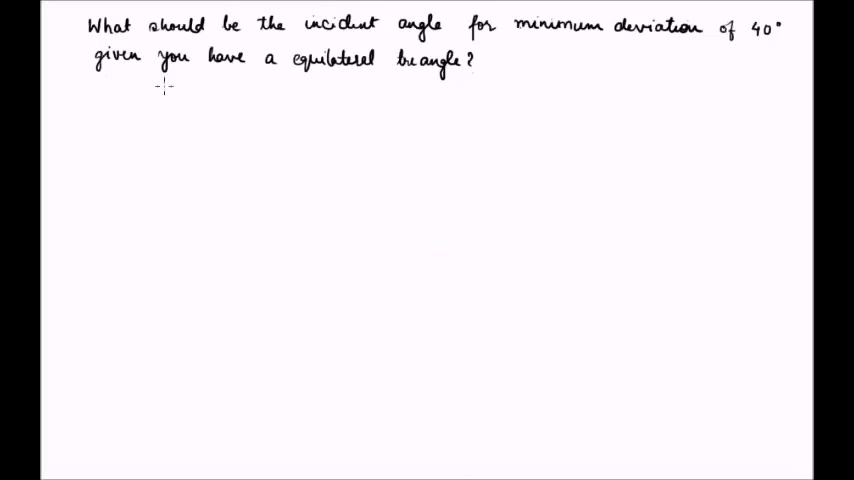 What should be the incident angle for minimum deviation of 40°
given you have a equilateral triangle?